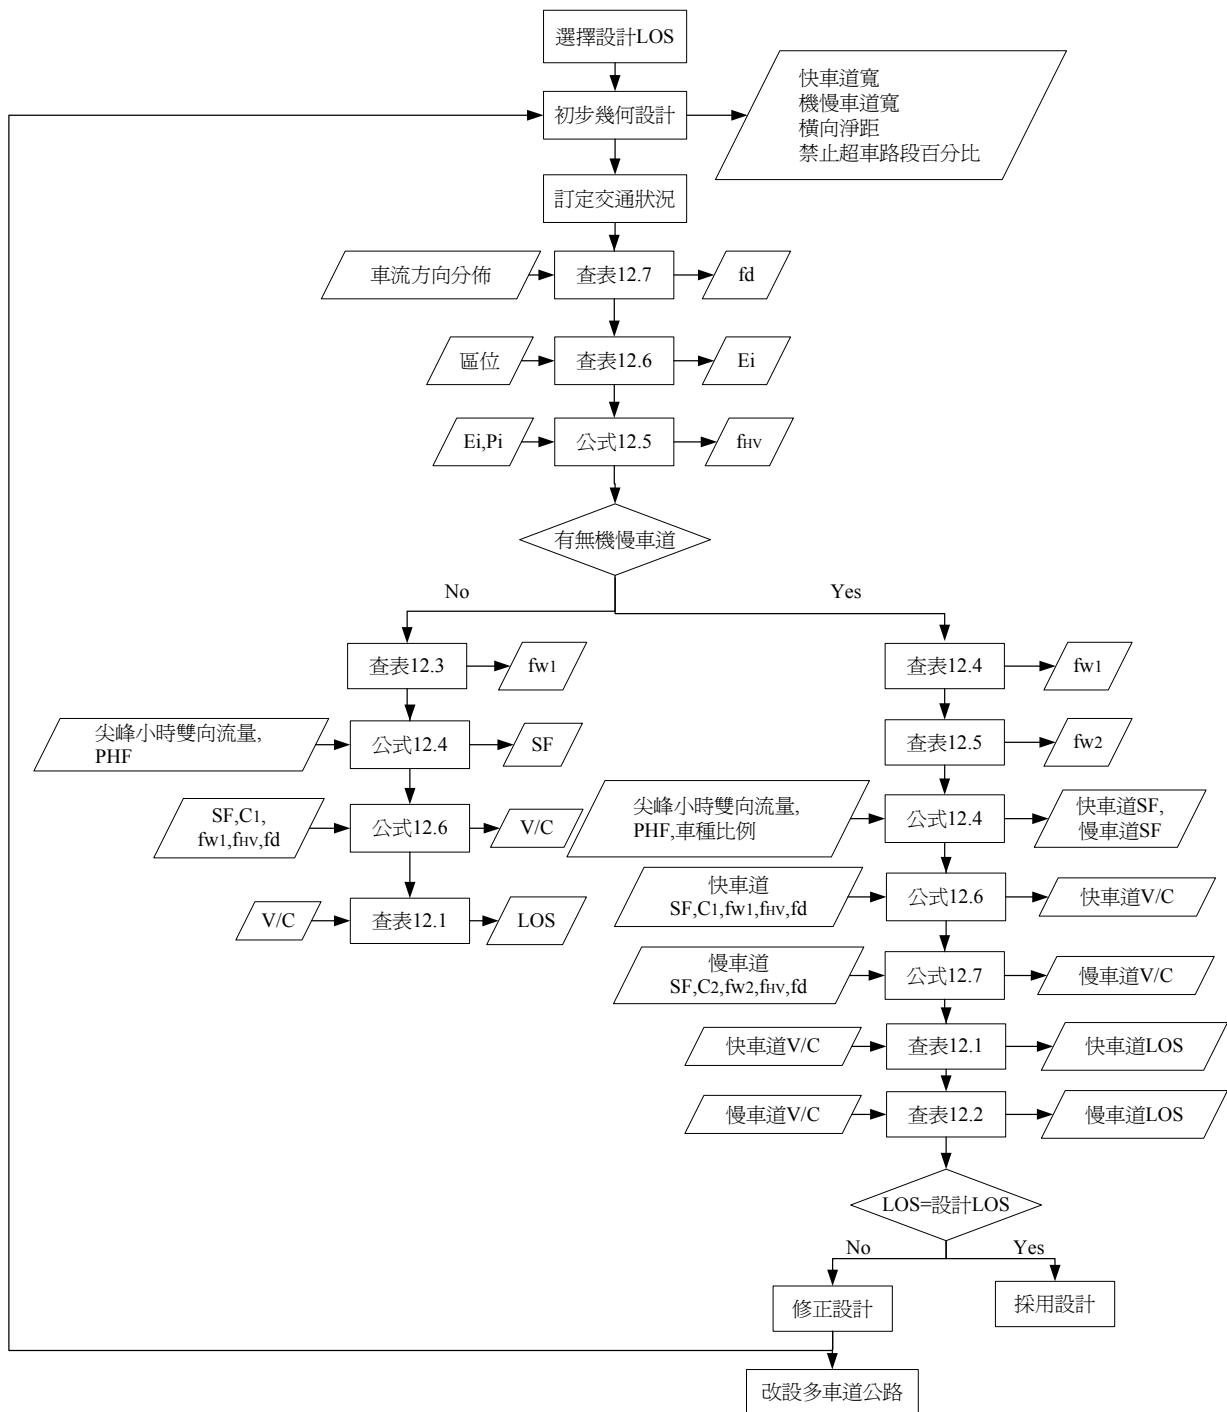 選擇設計LOS
初步幾何設計
快車道寬
機慢車道寬
橫向淨距
禁止超車路段百分比
訂定交通狀況
車流方向分佈
查表12.7
fd
區位
查表12.6
Ei
Ei,Pi
公式12.5
fHV
有無機慢車道
No
Yes
查表12.3
fw1
尖峰小時雙向流量,
PHF
公式12.4
SF
SF,C1,
fw1,fHV,fd
公式12.6
V/C
V/C
查表12.1
LOS
查表12.4
fw1
查表12.5
fw2
尖峰小時雙向流量,
PHF,車種比例
公式12.4
快車道SF,
慢車道SF
快車道
SF,C1,fw1,fHV,fd
公式12.6
快車道V/C
慢車道
SF,C2,fw2,fHV,fd
公式12.7
慢車道V/C
快車道V/C
查表12.1
快車道LOS
慢車道V/C
查表12.2
慢車道LOS
LOS=設計LOS
No
Yes
修正設計
採用設計
改設多車道公路